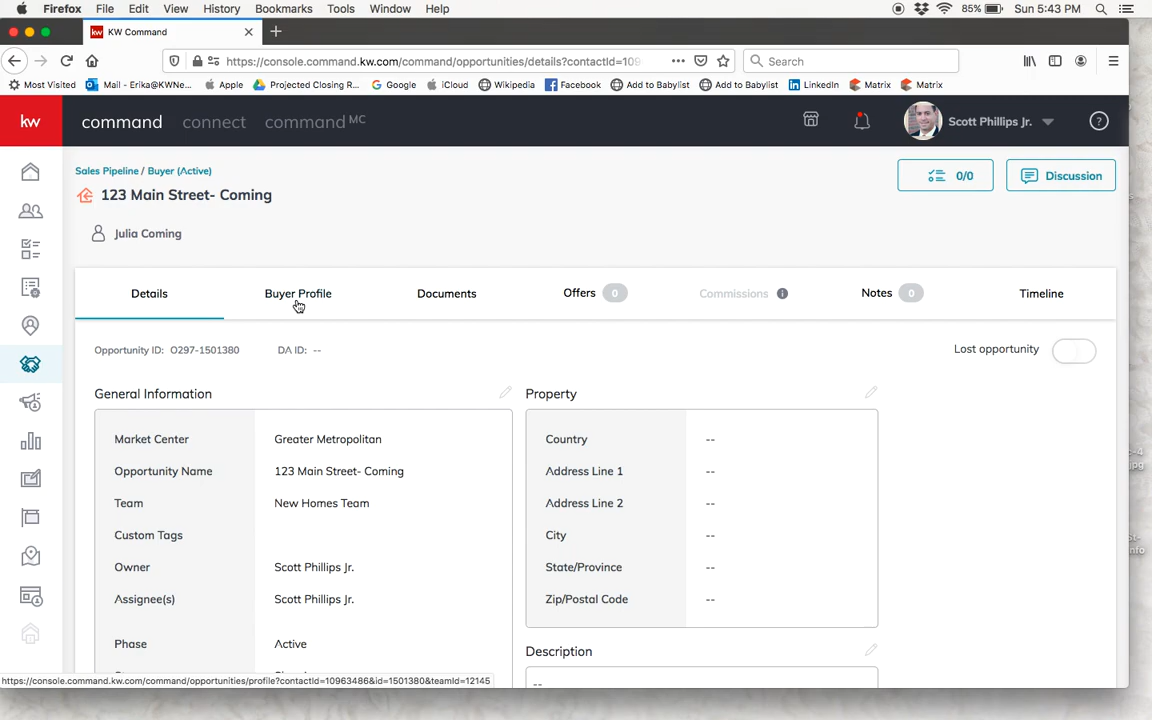 Firefox File Edit View History Bookmarks Tools Window Help 85% Sun 5:43 PM
kw KW Command
https://console.command.kw.com/command/opportunities/details?contactId=109 Search
Most Visited Mail - Erika@KWNe... Apple Projected Closing R... Google iCloud Wikipedia Facebook Add to Babylist Add to Babylist LinkedIn Matrix Matrix
kw command connect command MC Scott Phillips Jr. ?
Sales Pipeline / Buyer (Active)
123 Main Street- Coming
0/0 Discussion
Julia Coming
Details Buyer Profile Documents Offers 0 Commissions i Notes 0 Timeline
Opportunity ID: O297-1501380 DA ID: -- Lost opportunity
General Information Property
Market Center Greater Metropolitan Country --
Opportunity Name 123 Main Street- Coming Address Line 1 --
Team New Homes Team Address Line 2 --
Custom Tags City --
Owner Scott Phillips Jr. State/Province --
Assignee(s) Scott Phillips Jr. Zip/Postal Code --
Phase Active
Description
--
https://console.command.kw.com/command/opportunities/profile?contactId=10963486&id=1501380&teamId=12145